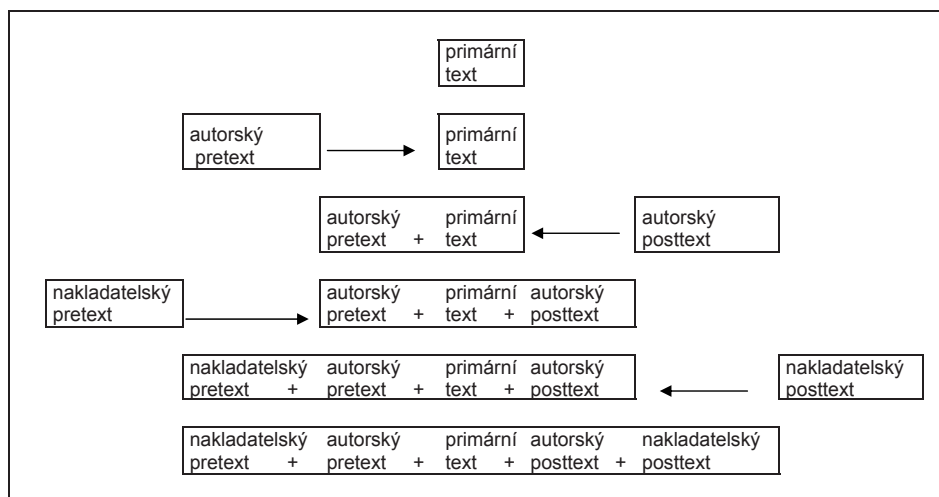 primární
text
autorský
pretext
primární
text
autorský primární
pretext + text
autorský
posttext
nakladatelský
pretext
autorský primární autorský
pretext + text + posttext
nakladatelský autorský primární autorský
pretext + pretext + text + posttext
nakladatelský
posttext
nakladatelský autorský primární autorský nakladatelský
pretext + pretext + text + posttext + posttext